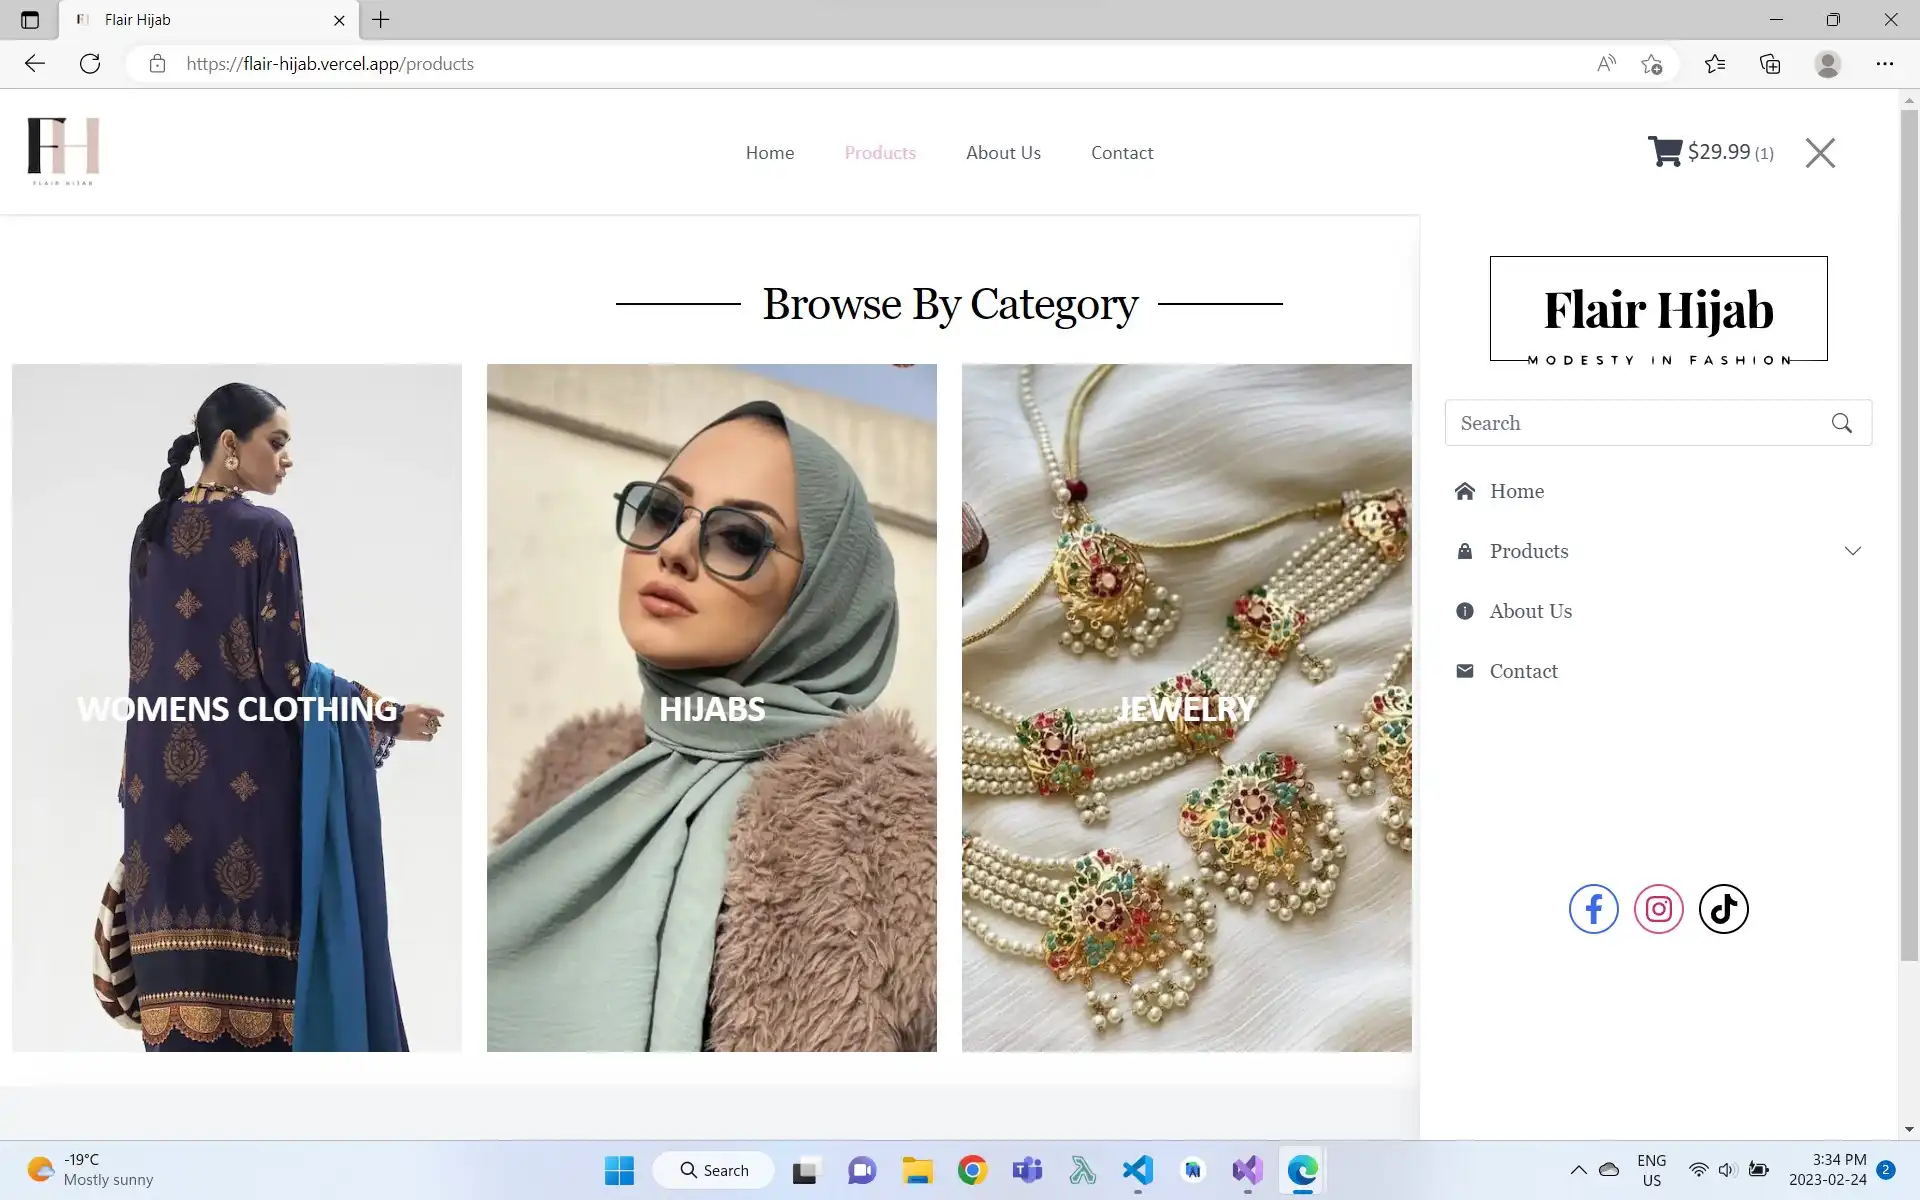 Flair Hijab
https://flair-hijab.vercel.app/products
FH
FLAIR HIJAB
Home
Products
About Us
Contact
$29.99 (1)
Browse By Category
WOMENS CLOTHING
HIJABS
JEWELRY
Flair Hijab
MODESTY IN FASHION
Search
Home
Products
About Us
Contact
-19°C
Mostly sunny
Search
ENG
US
3:34 PM
2023-02-24
2